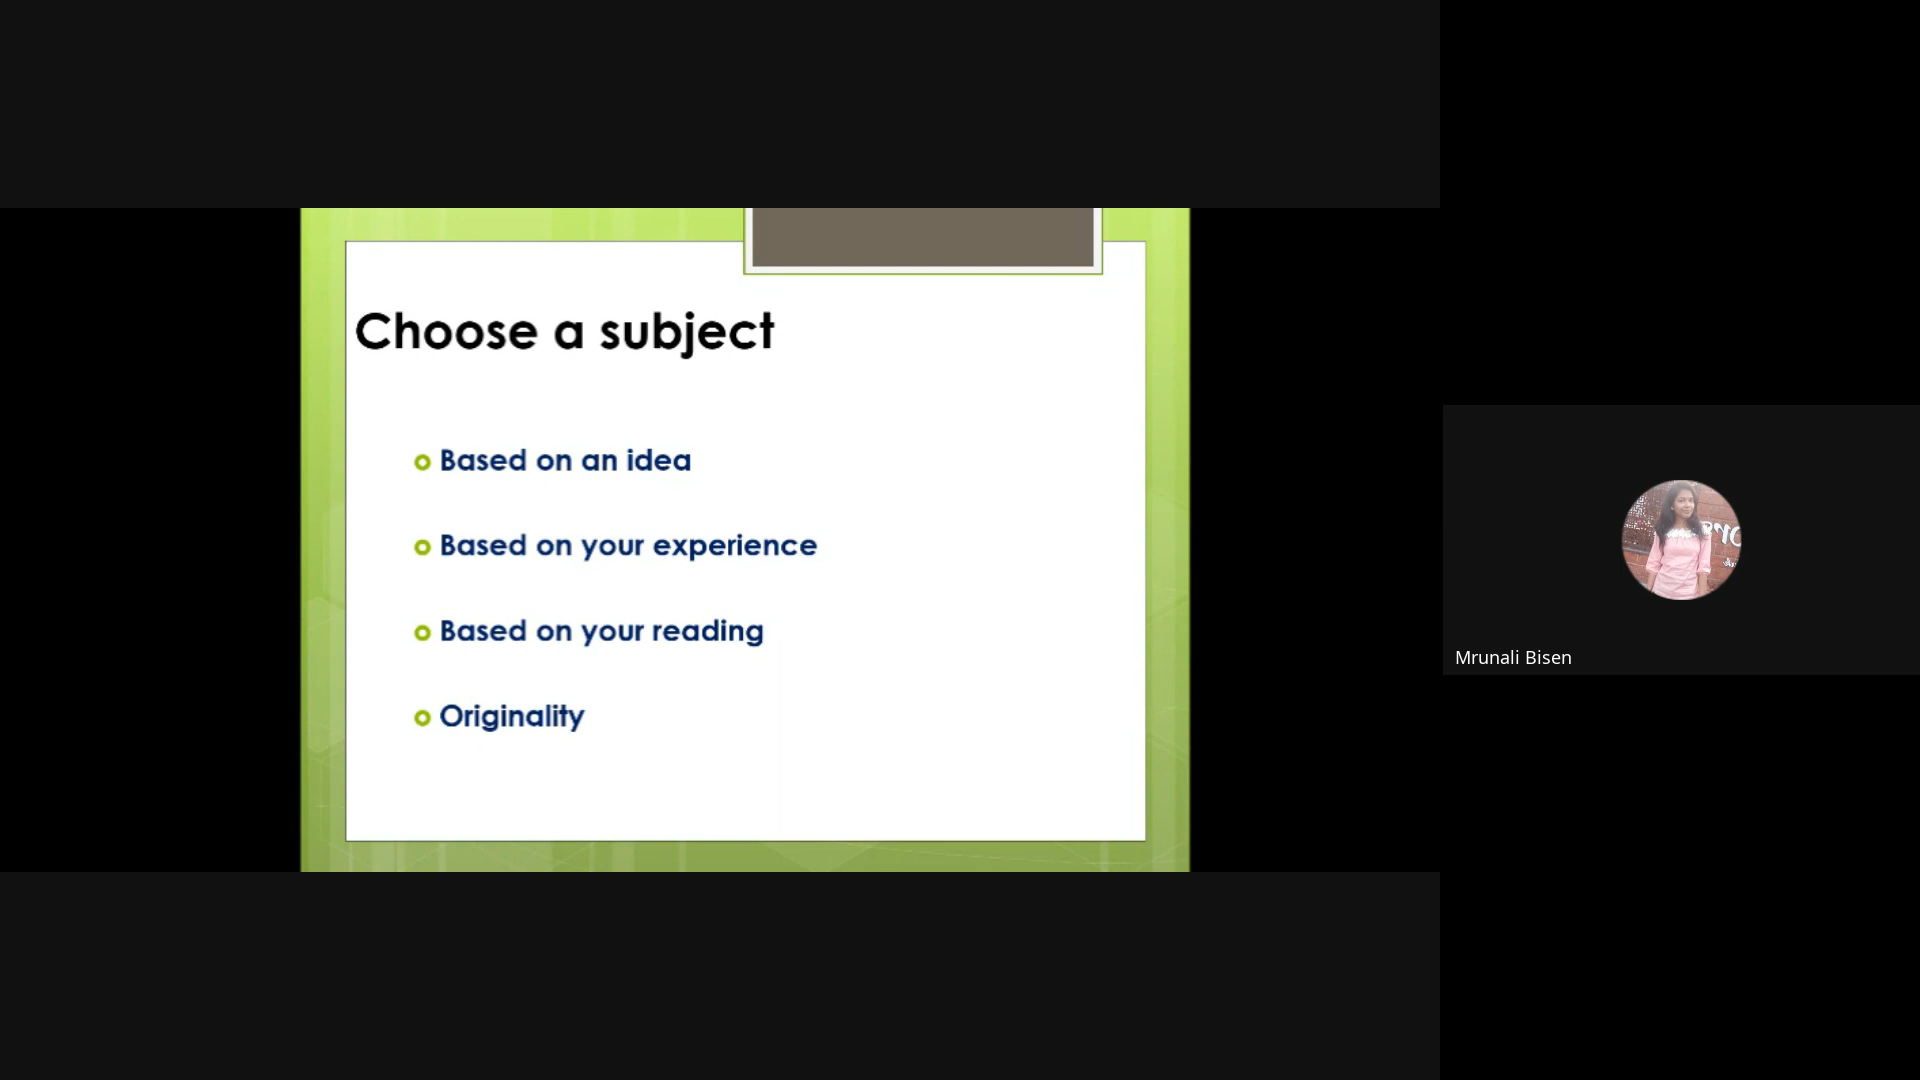 Choose a subject
Based on an idea
Based on your experience
Based on your reading
Originality
Mrunali Bisen